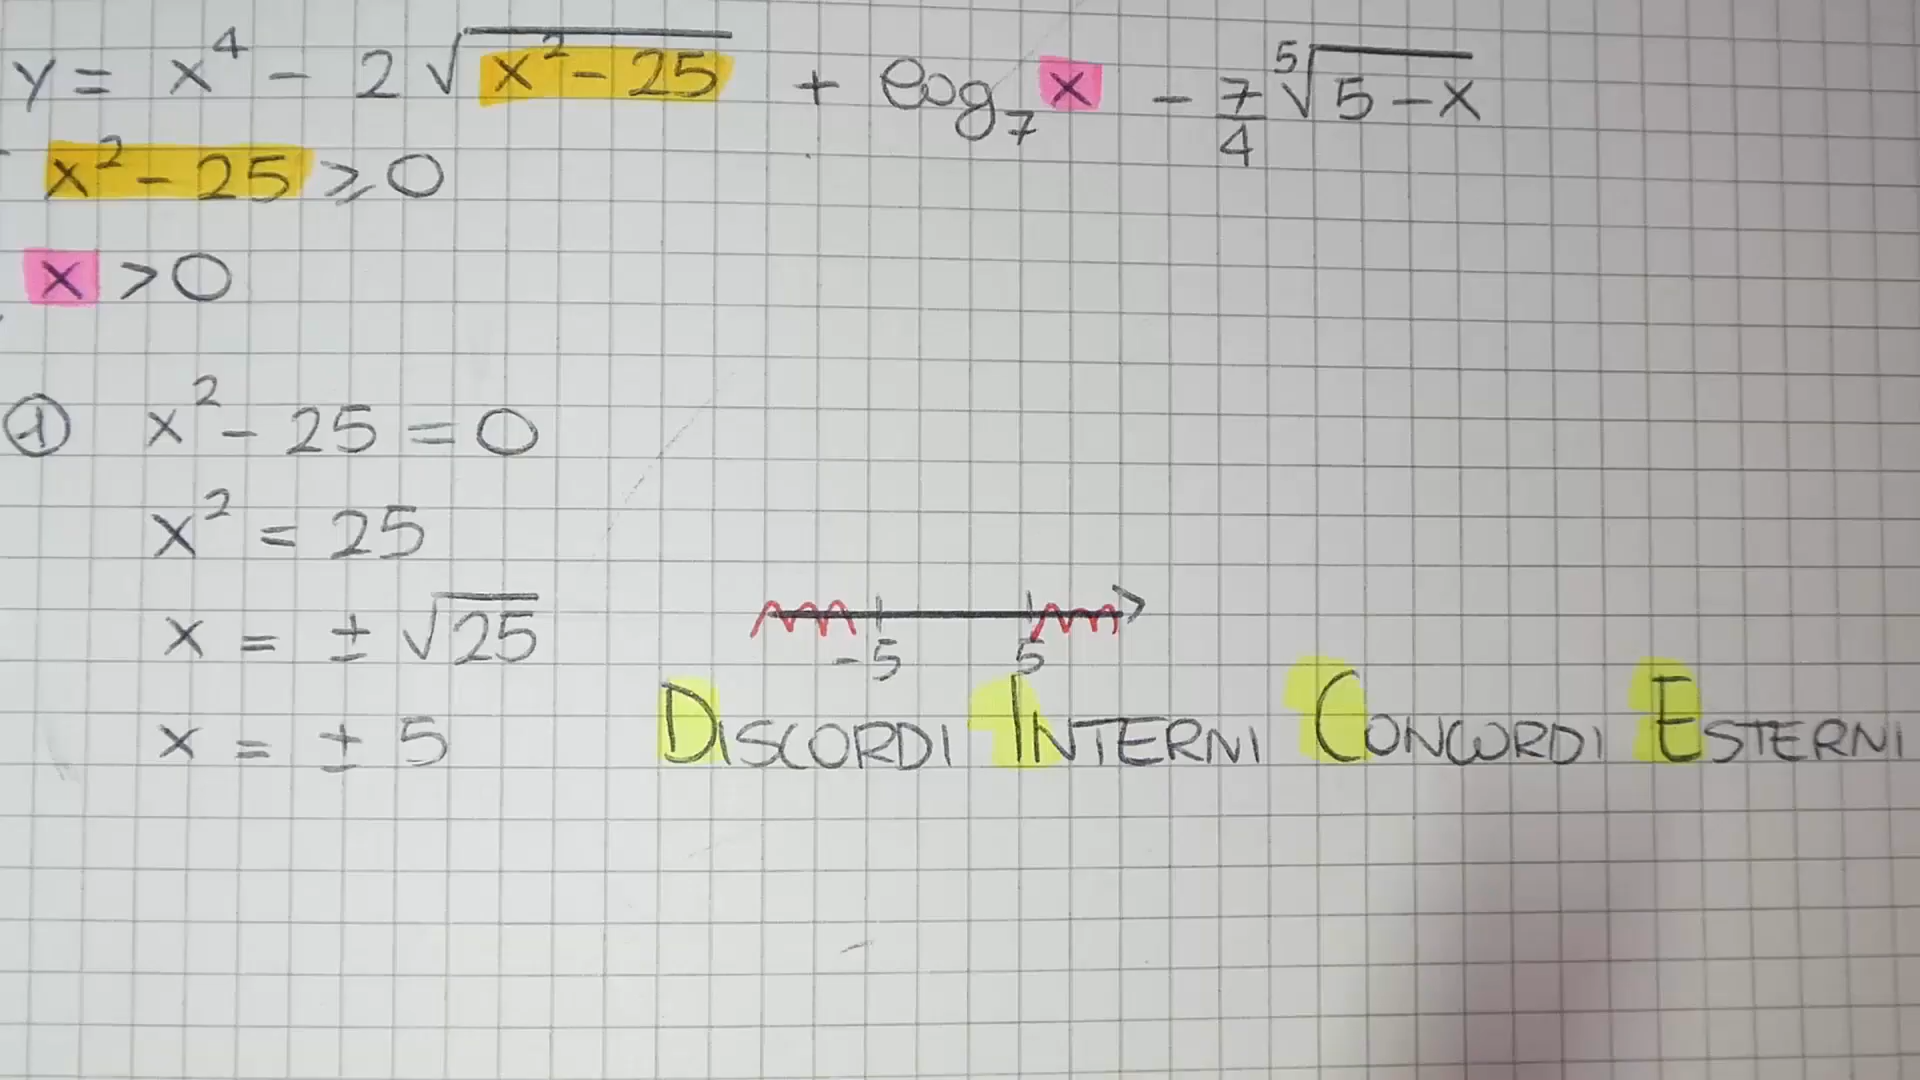 y = x⁴ - 2 √(x² - 25) + log₇ x - 7/4 ⁵√(5 - x)
x² - 25 ⩾ 0
x > 0
① x² - 25 = 0
x² = 25
x = ± √25
-5 5
x = ± 5
DISCORDI INTERNI CONCORDI ESTERNI